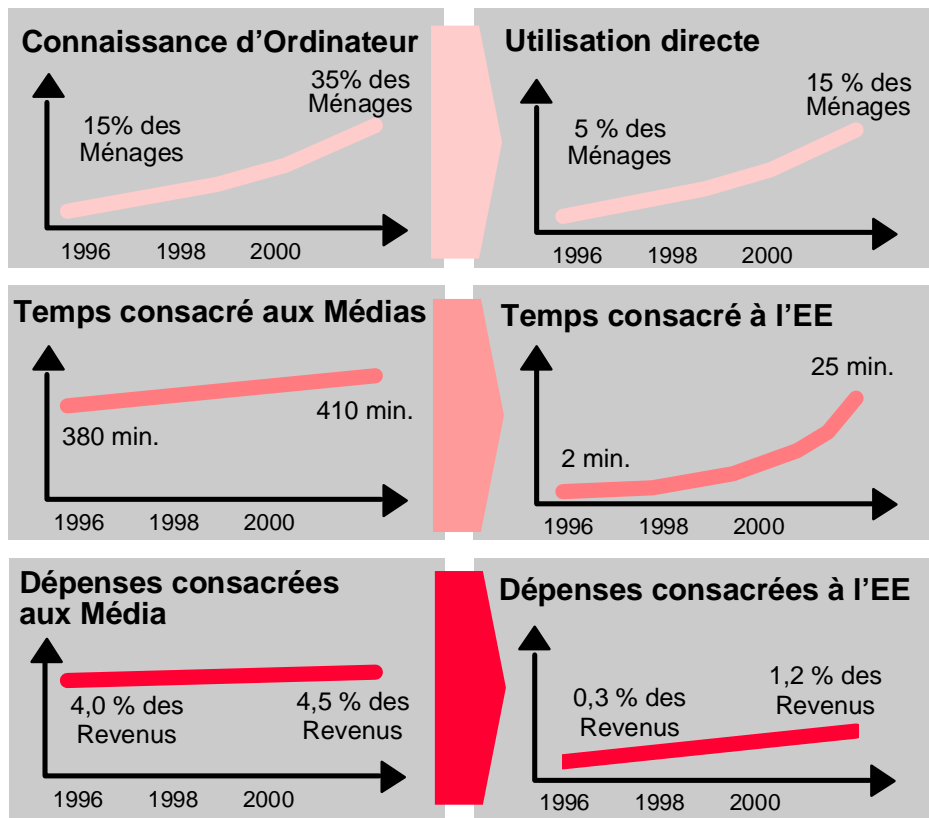 Connaissance d'Ordinateur
35% des
Ménages
15% des
Ménages
1996 1998 2000
Utilisation directe
15 % des
Ménages
5 % des
Ménages
1996 1998 2000
Temps consacré aux Médias
380 min.
410 min.
1996 1998 2000
Temps consacré à l'EE
25 min.
2 min.
1996 1998 2000
Dépenses consacrées
aux Média
4,0 % des
Revenus
4,5 % des
Revenus
1996 1998 2000
Dépenses consacrées à l'EE
1,2 % des
Revenus
0,3 % des
Revenus
1996 1998 2000